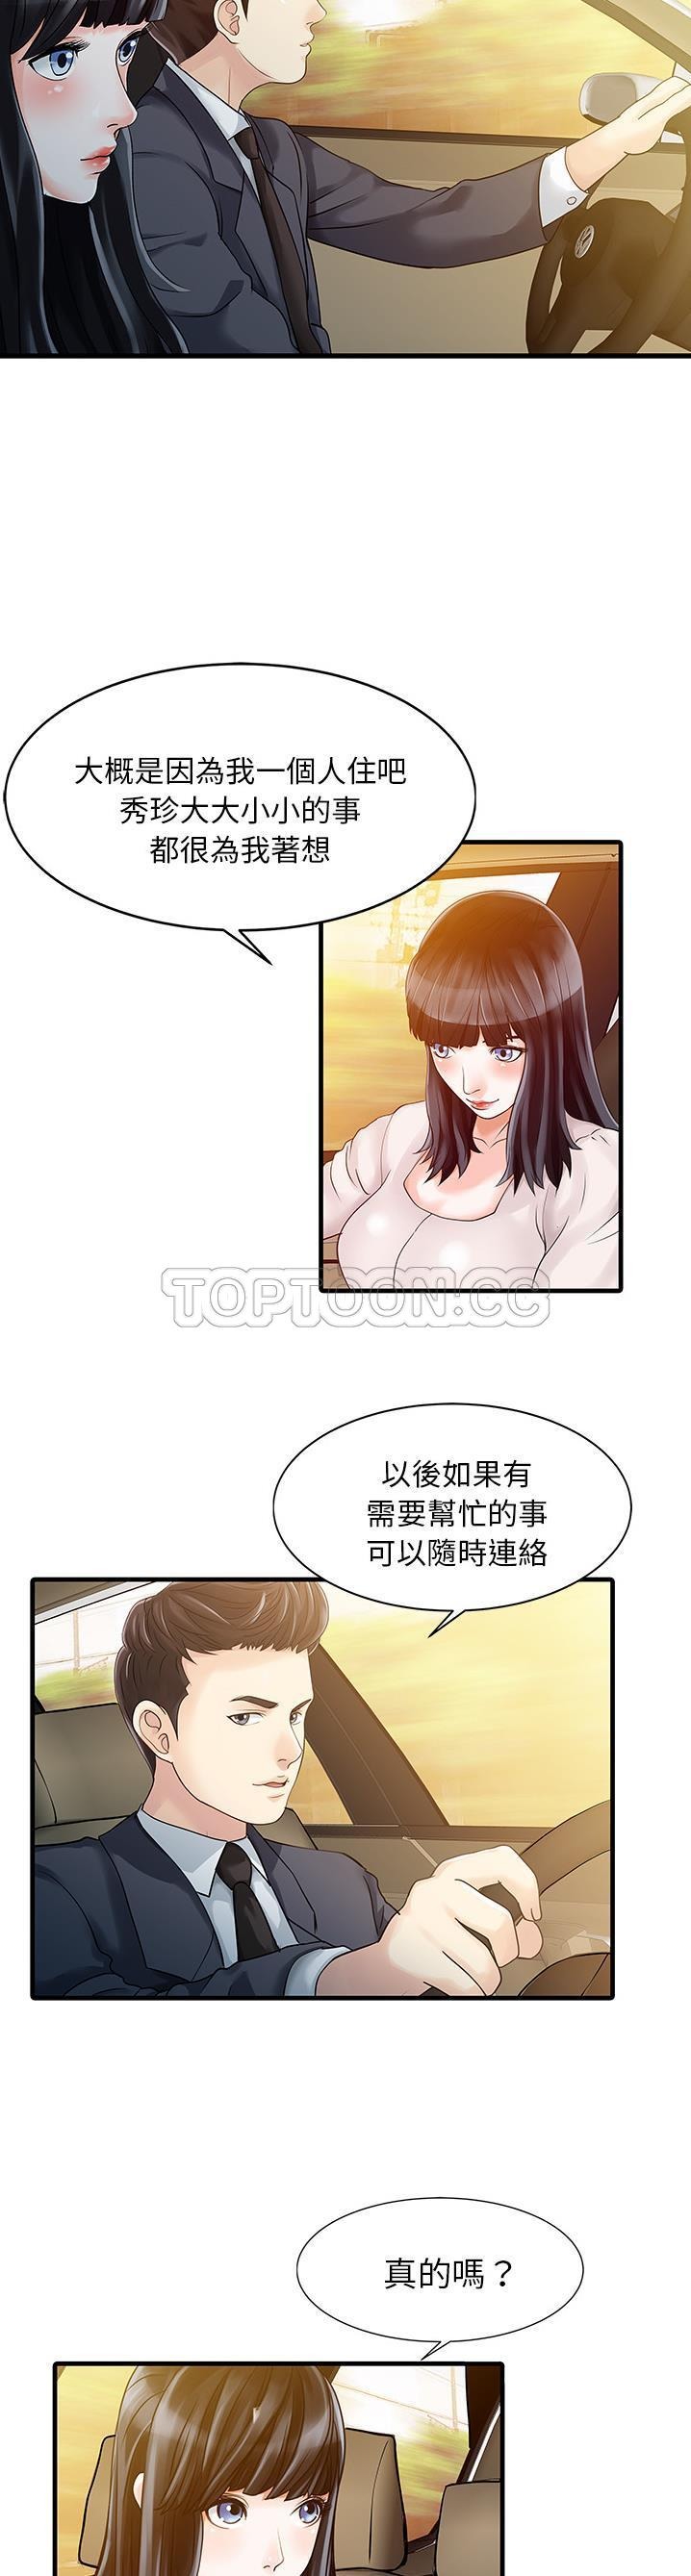 大概是因為我一個人住吧
秀珍大大小小的事
都很為我著想
TOPTOON.CC
以後如果有
需要幫忙的事
可以隨時連絡
真的嗎？